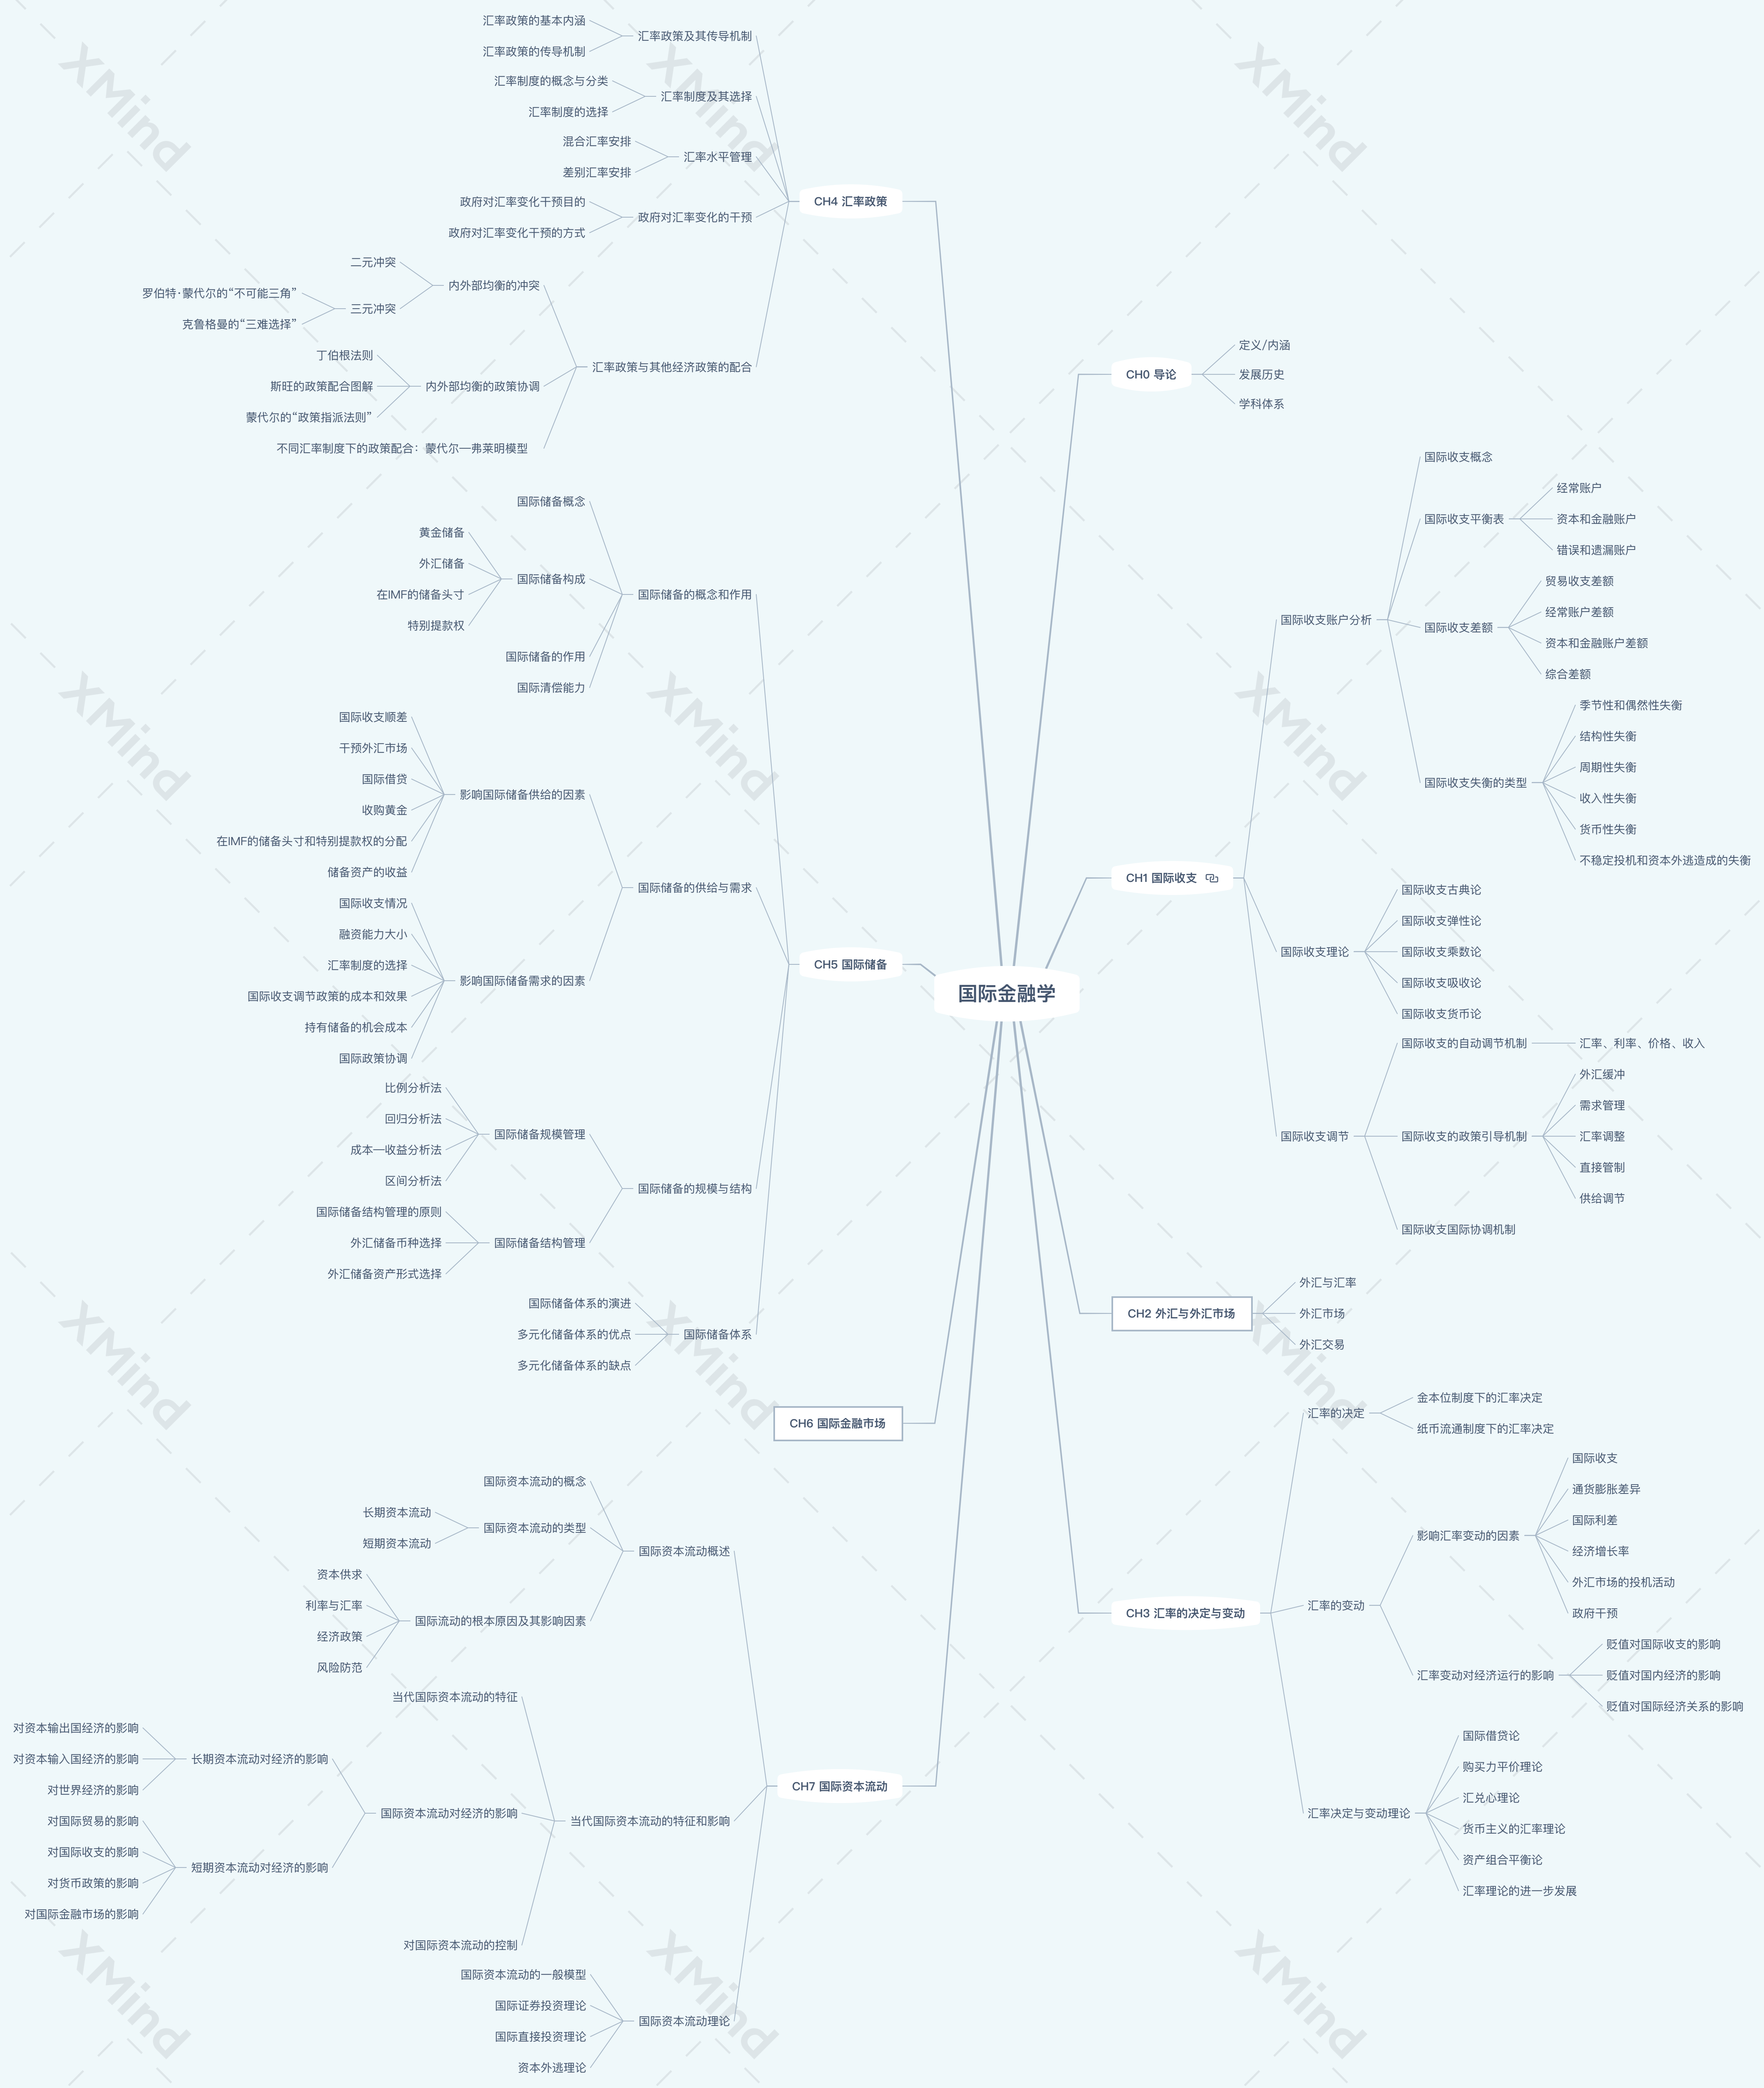 国际金融学
CH0 导论
定义/内涵
发展历史
学科体系
CH1 国际收支
国际收支账户分析
国际收支概念
国际收支平衡表
经常账户
资本和金融账户
错误和遗漏账户
国际收支差额
贸易收支差额
经常账户差额
资本和金融账户差额
综合差额
国际收支失衡的类型
季节性和偶然性失衡
结构性失衡
周期性失衡
收入性失衡
货币性失衡
不稳定投机和资本外逃造成的失衡
国际收支理论
国际收支古典论
国际收支弹性论
国际收支乘数论
国际收支吸收论
国际收支货币论
国际收支调节
国际收支的自动调节机制
汇率、利率、价格、收入
国际收支的政策引导机制
外汇缓冲
需求管理
汇率调整
直接管制
供给调节
国际收支国际协调机制
CH2 外汇与外汇市场
外汇与汇率
外汇市场
外汇交易
CH3 汇率的决定与变动
汇率的决定
金本位制度下的汇率决定
纸币流通制度下的汇率决定
汇率的变动
影响汇率变动的因素
国际收支
通货膨胀差异
国际利差
经济增长率
外汇市场的投机活动
政府干预
汇率变动对经济运行的影响
贬值对国际收支的影响
贬值对国内经济的影响
贬值对国际经济关系的影响
汇率决定与变动理论
国际借贷论
购买力平价理论
汇兑心理论
货币主义的汇率理论
资产组合平衡论
汇率理论的进一步发展
CH4 汇率政策
汇率政策及其传导机制
汇率政策的基本内涵
汇率政策的传导机制
汇率制度及其选择
汇率制度的概念与分类
汇率制度的选择
汇率水平管理
混合汇率安排
差别汇率安排
政府对汇率变化的干预
政府对汇率变化干预目的
政府对汇率变化干预的方式
汇率政策与其他经济政策的配合
内外部均衡的冲突
二元冲突
三元冲突
罗伯特·蒙代尔的“不可能三角”
克鲁格曼的“三难选择”
内外部均衡的政策协调
丁伯根法则
斯旺的政策配合图解
蒙代尔的“政策指派法则”
不同汇率制度下的政策配合：蒙代尔—弗莱明模型
CH5 国际储备
国际储备的概念和作用
国际储备概念
国际储备构成
黄金储备
外汇储备
在IMF的储备头寸
特别提款权
国际储备的作用
国际清偿能力
国际储备的供给与需求
影响国际储备供给的因素
国际收支顺差
干预外汇市场
国际借贷
收购黄金
在IMF的储备头寸和特别提款权的分配
储备资产的收益
影响国际储备需求的因素
国际收支情况
融资能力大小
汇率制度的选择
国际收支调节政策的成本和效果
持有储备的机会成本
国际政策协调
国际储备的规模与结构
国际储备规模管理
比例分析法
回归分析法
成本—收益分析法
区间分析法
国际储备结构管理
国际储备结构管理的原则
外汇储备币种选择
外汇储备资产形式选择
国际储备体系
国际储备体系的演进
多元化储备体系的优点
多元化储备体系的缺点
CH6 国际金融市场
CH7 国际资本流动
国际资本流动概述
国际资本流动的概念
国际资本流动的类型
长期资本流动
短期资本流动
国际流动的根本原因及其影响因素
资本供求
利率与汇率
经济政策
风险防范
当代国际资本流动的特征和影响
当代国际资本流动的特征
国际资本流动对经济的影响
长期资本流动对经济的影响
对资本输出国经济的影响
对资本输入国经济的影响
对世界经济的影响
短期资本流动对经济的影响
对国际贸易的影响
对国际收支的影响
对货币政策的影响
对国际金融市场的影响
对国际资本流动的控制
国际资本流动理论
国际资本流动的一般模型
国际证券投资理论
国际直接投资理论
资本外逃理论
XMind
XMind
XMind
XMind
XMind
XMind
XMind
XMind
XMind
XMind
XMind
XMind